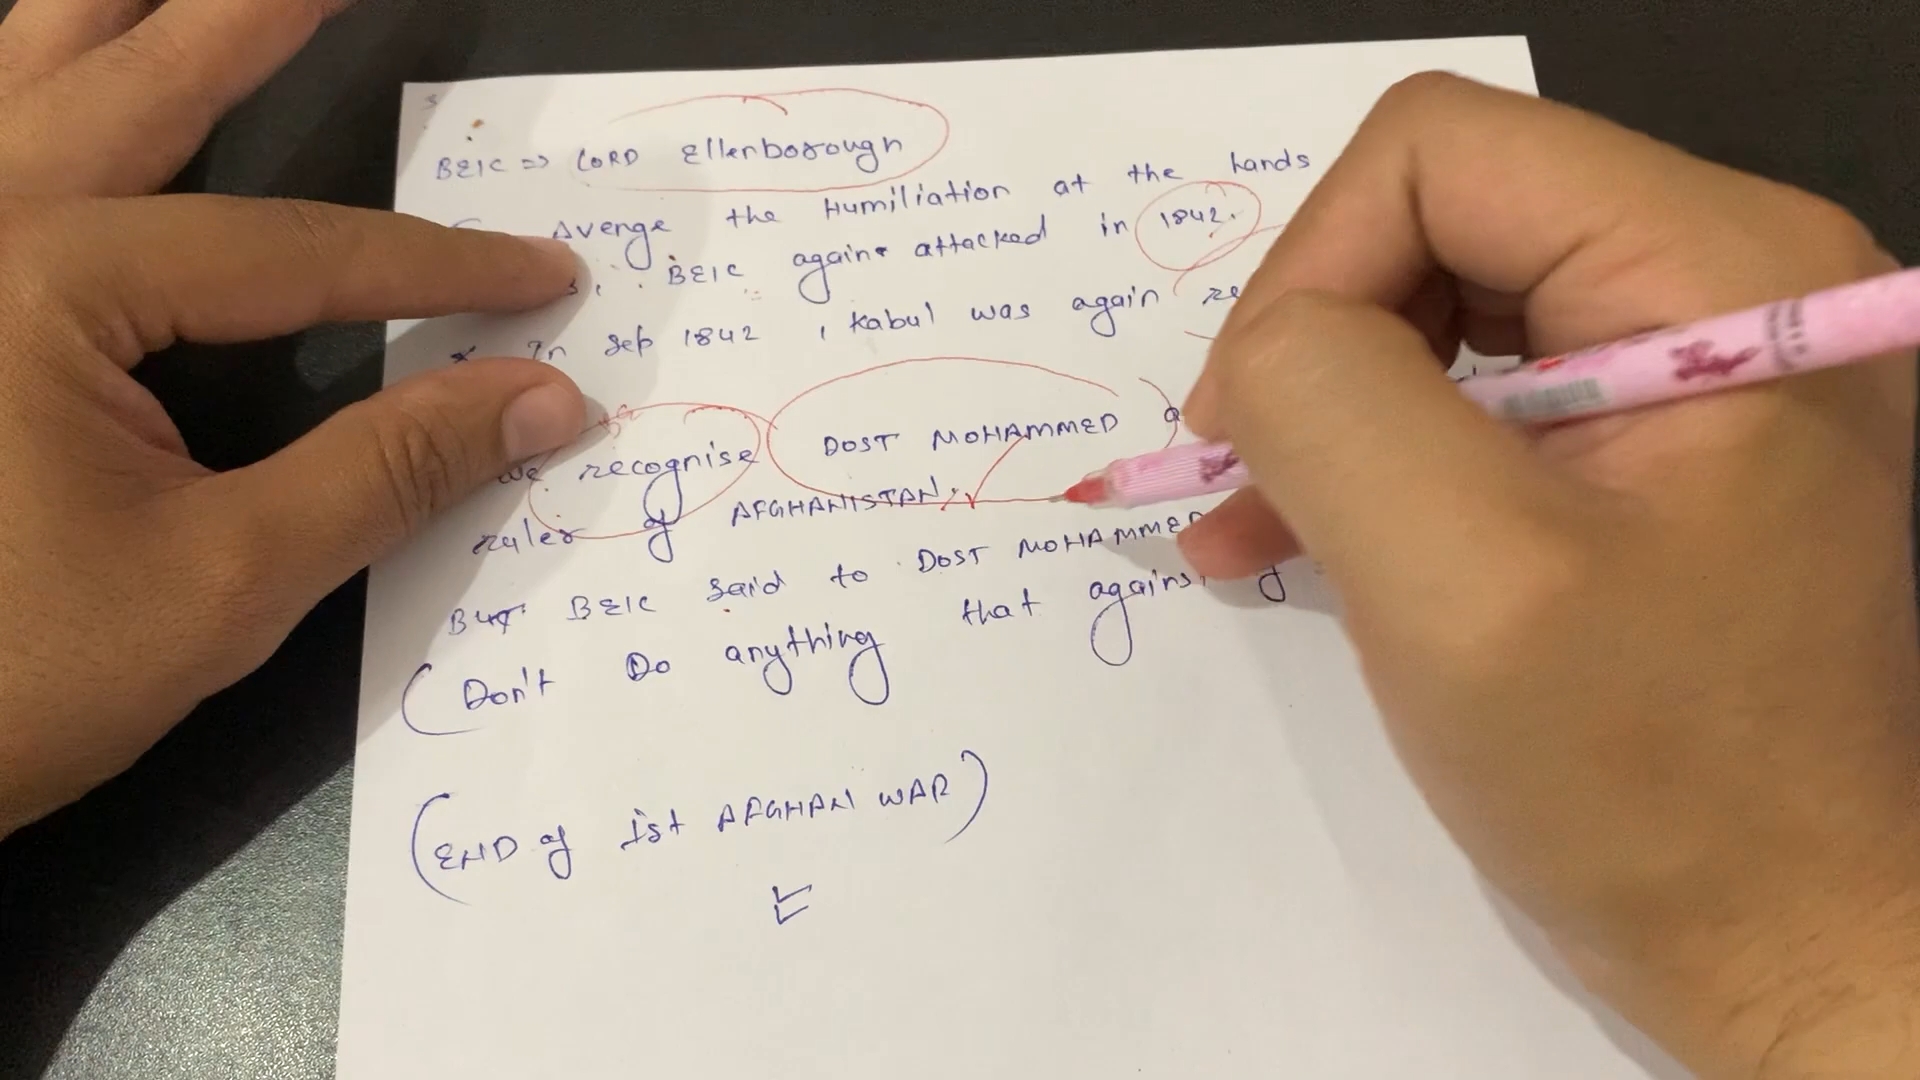 BEIC => LORD Ellenborough
Avenge the Humiliation at the hands
BEIC again attacked in 1842.
* In Sep 1842, Kabul was again
we recognise DOST MOHAMMED
ruler of AFGHANISTAN.
But BEIC said to DOST MOHAMMED
(Don't Do anything that against
(END of Ist AFGHAN WAR)